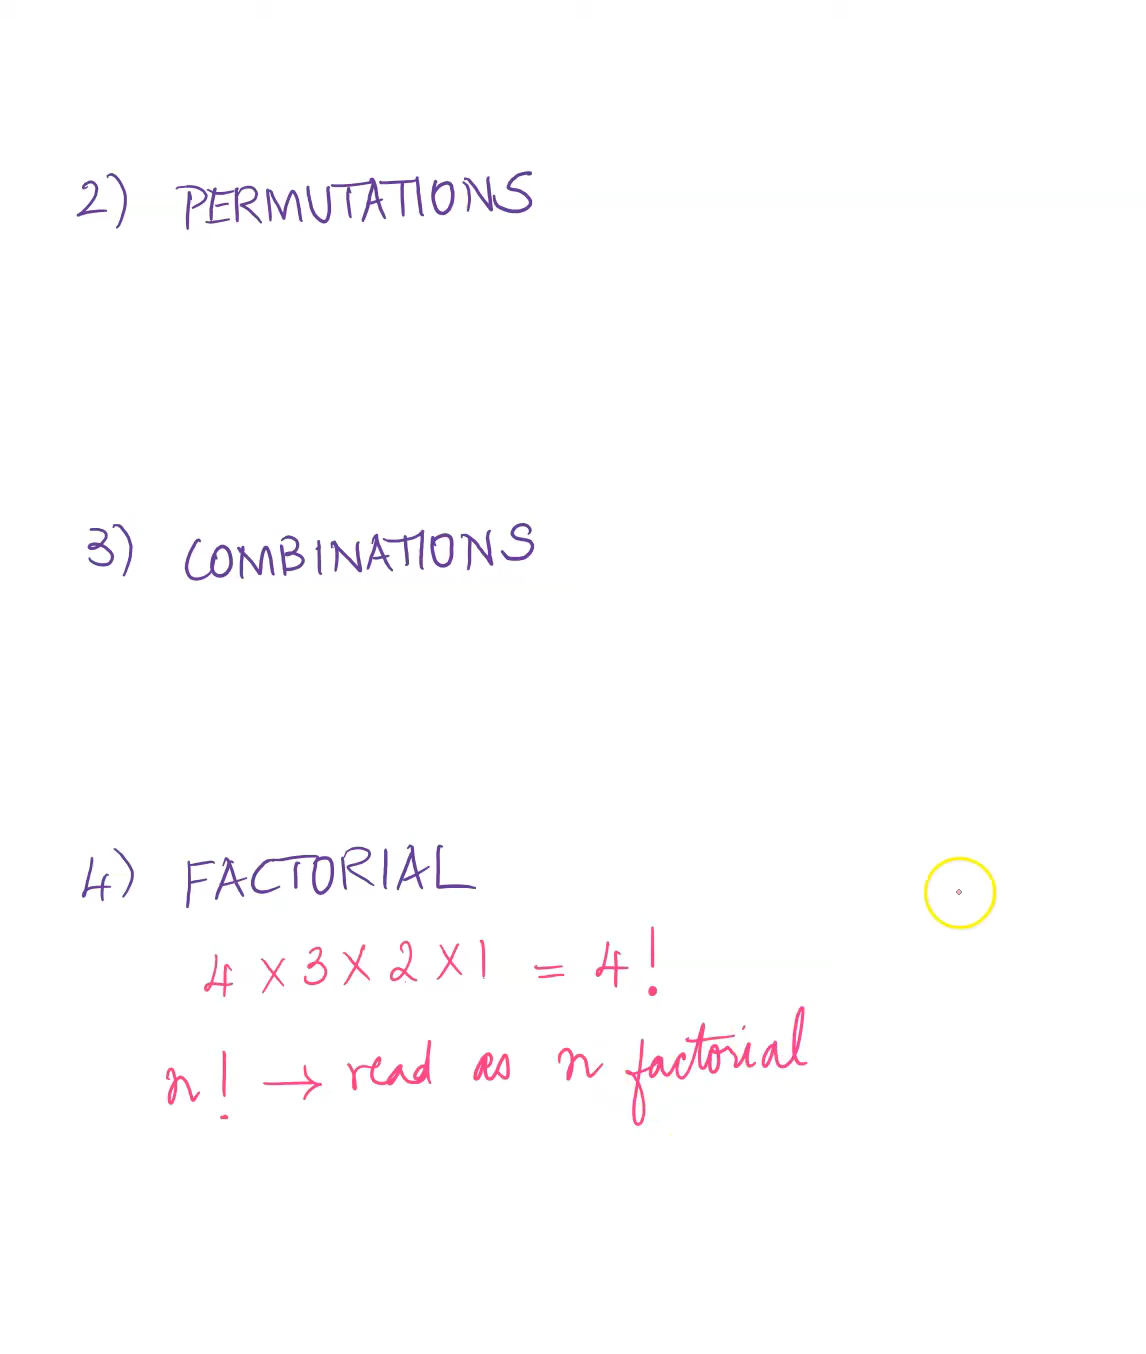 2) PERMUTATIONS
3) COMBINATIONS
4) FACTORIAL
4 × 3 × 2 × 1 = 4!
n! → read as n factorial